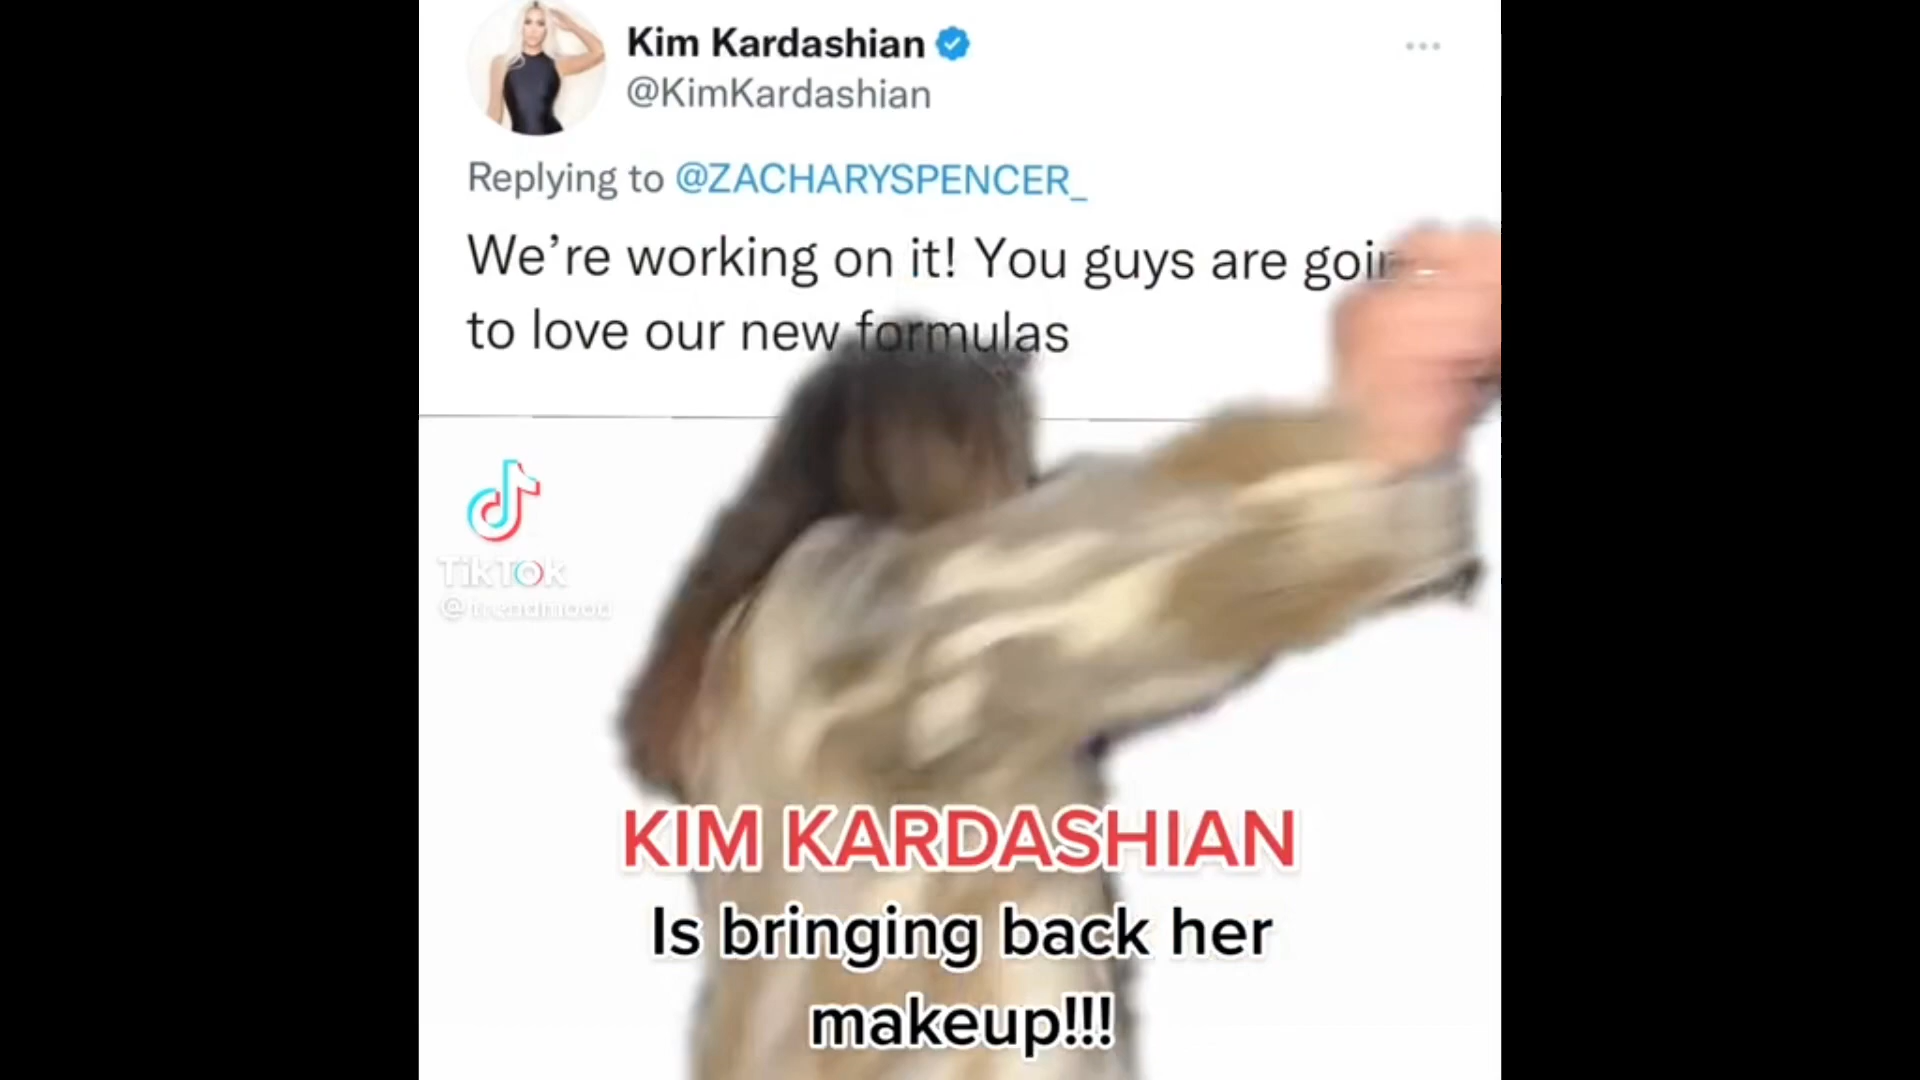 Kim Kardashian
@KimKardashian
Replying to @ZACHARYSPENCER_
We’re working on it! You guys are
to love our new formulas
TikTok
@trendmood
KIM KARDASHIAN
Is bringing back her
makeup!!!